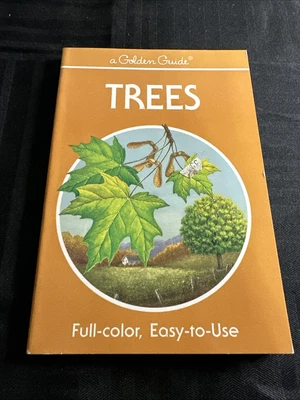 a Golden Guide®
TREES
Full-color, Easy-to-Use